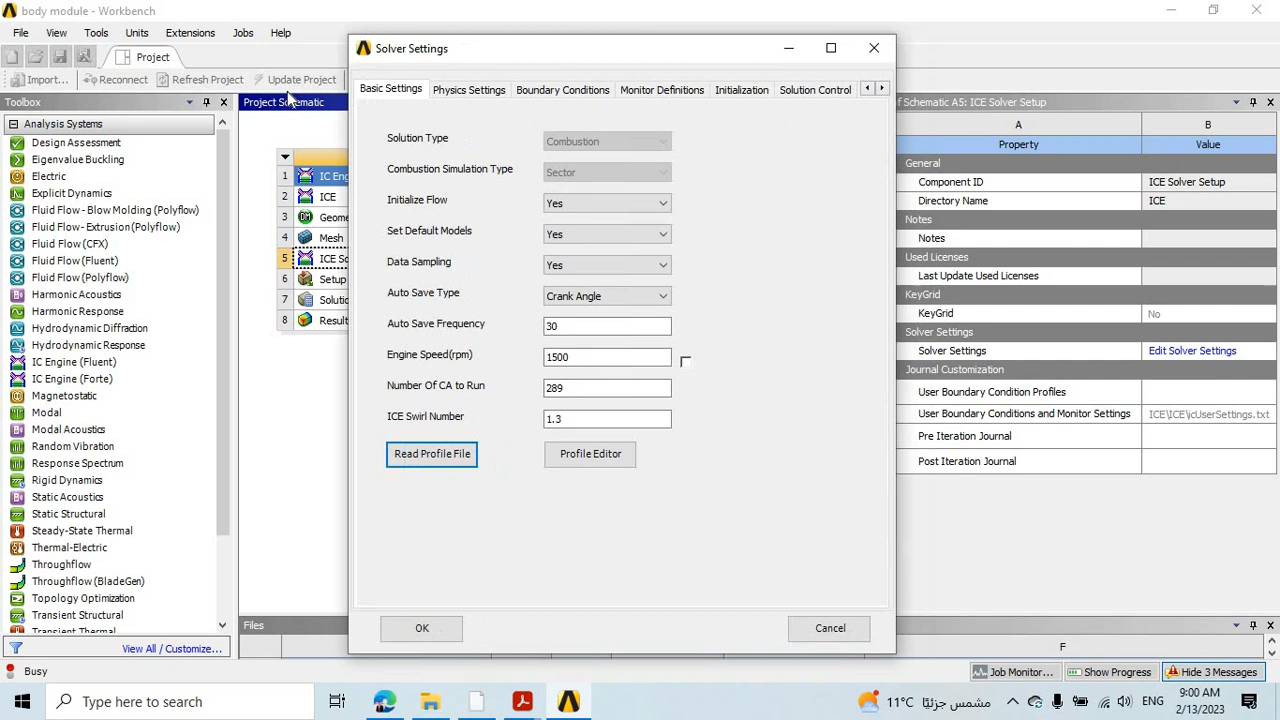 body module - Workbench
File View Tools Units Extensions Jobs Help
Project
Import... Reconnect Refresh Project Update Project
Toolbox
Analysis Systems
Design Assessment
Eigenvalue Buckling
Electric
Explicit Dynamics
Fluid Flow - Blow Molding (Polyflow)
Fluid Flow - Extrusion (Polyflow)
Fluid Flow (CFX)
Fluid Flow (Fluent)
Fluid Flow (Polyflow)
Harmonic Acoustics
Harmonic Response
Hydrodynamic Diffraction
Hydrodynamic Response
IC Engine (Fluent)
IC Engine (Forte)
Magnetostatic
Modal
Modal Acoustics
Random Vibration
Response Spectrum
Rigid Dynamics
Static Acoustics
Static Structural
Steady-State Thermal
Thermal-Electric
Throughflow
Throughflow (BladeGen)
Topology Optimization
Transient Structural
Transient Thermal
View All / Customize...
Project Schematic
1 IC Eng
2 ICE
3 Geome
4 Mesh
5 ICE So
6 Setup
7 Solutio
8 Result
Files
Solver Settings
Basic Settings Physics Settings Boundary Conditions Monitor Definitions Initialization Solution Control
Solution Type Combustion
Combustion Simulation Type Sector
Initialize Flow Yes
Set Default Models Yes
Data Sampling Yes
Auto Save Type Crank Angle
Auto Save Frequency 30
Engine Speed(rpm) 1500
Number Of CA to Run 289
ICE Swirl Number 1.3
Read Profile File Profile Editor
OK Cancel
of Schematic A5: ICE Solver Setup
A B
Property Value
General
Component ID ICE Solver Setup
Directory Name ICE
Notes
Notes
Used Licenses
Last Update Used Licenses
KeyGrid
KeyGrid No
Solver Settings
Solver Settings Edit Solver Settings
Journal Customization
User Boundary Condition Profiles
User Boundary Conditions and Monitor Settings ICE\ICE\icUserSettings.txt
Pre Iteration Journal
Post Iteration Journal
F
Busy
Job Monitor... Show Progress Hide 3 Messages
Type here to search
11°C مشمس جزئيًا ENG 9:00 AM
2/13/2023